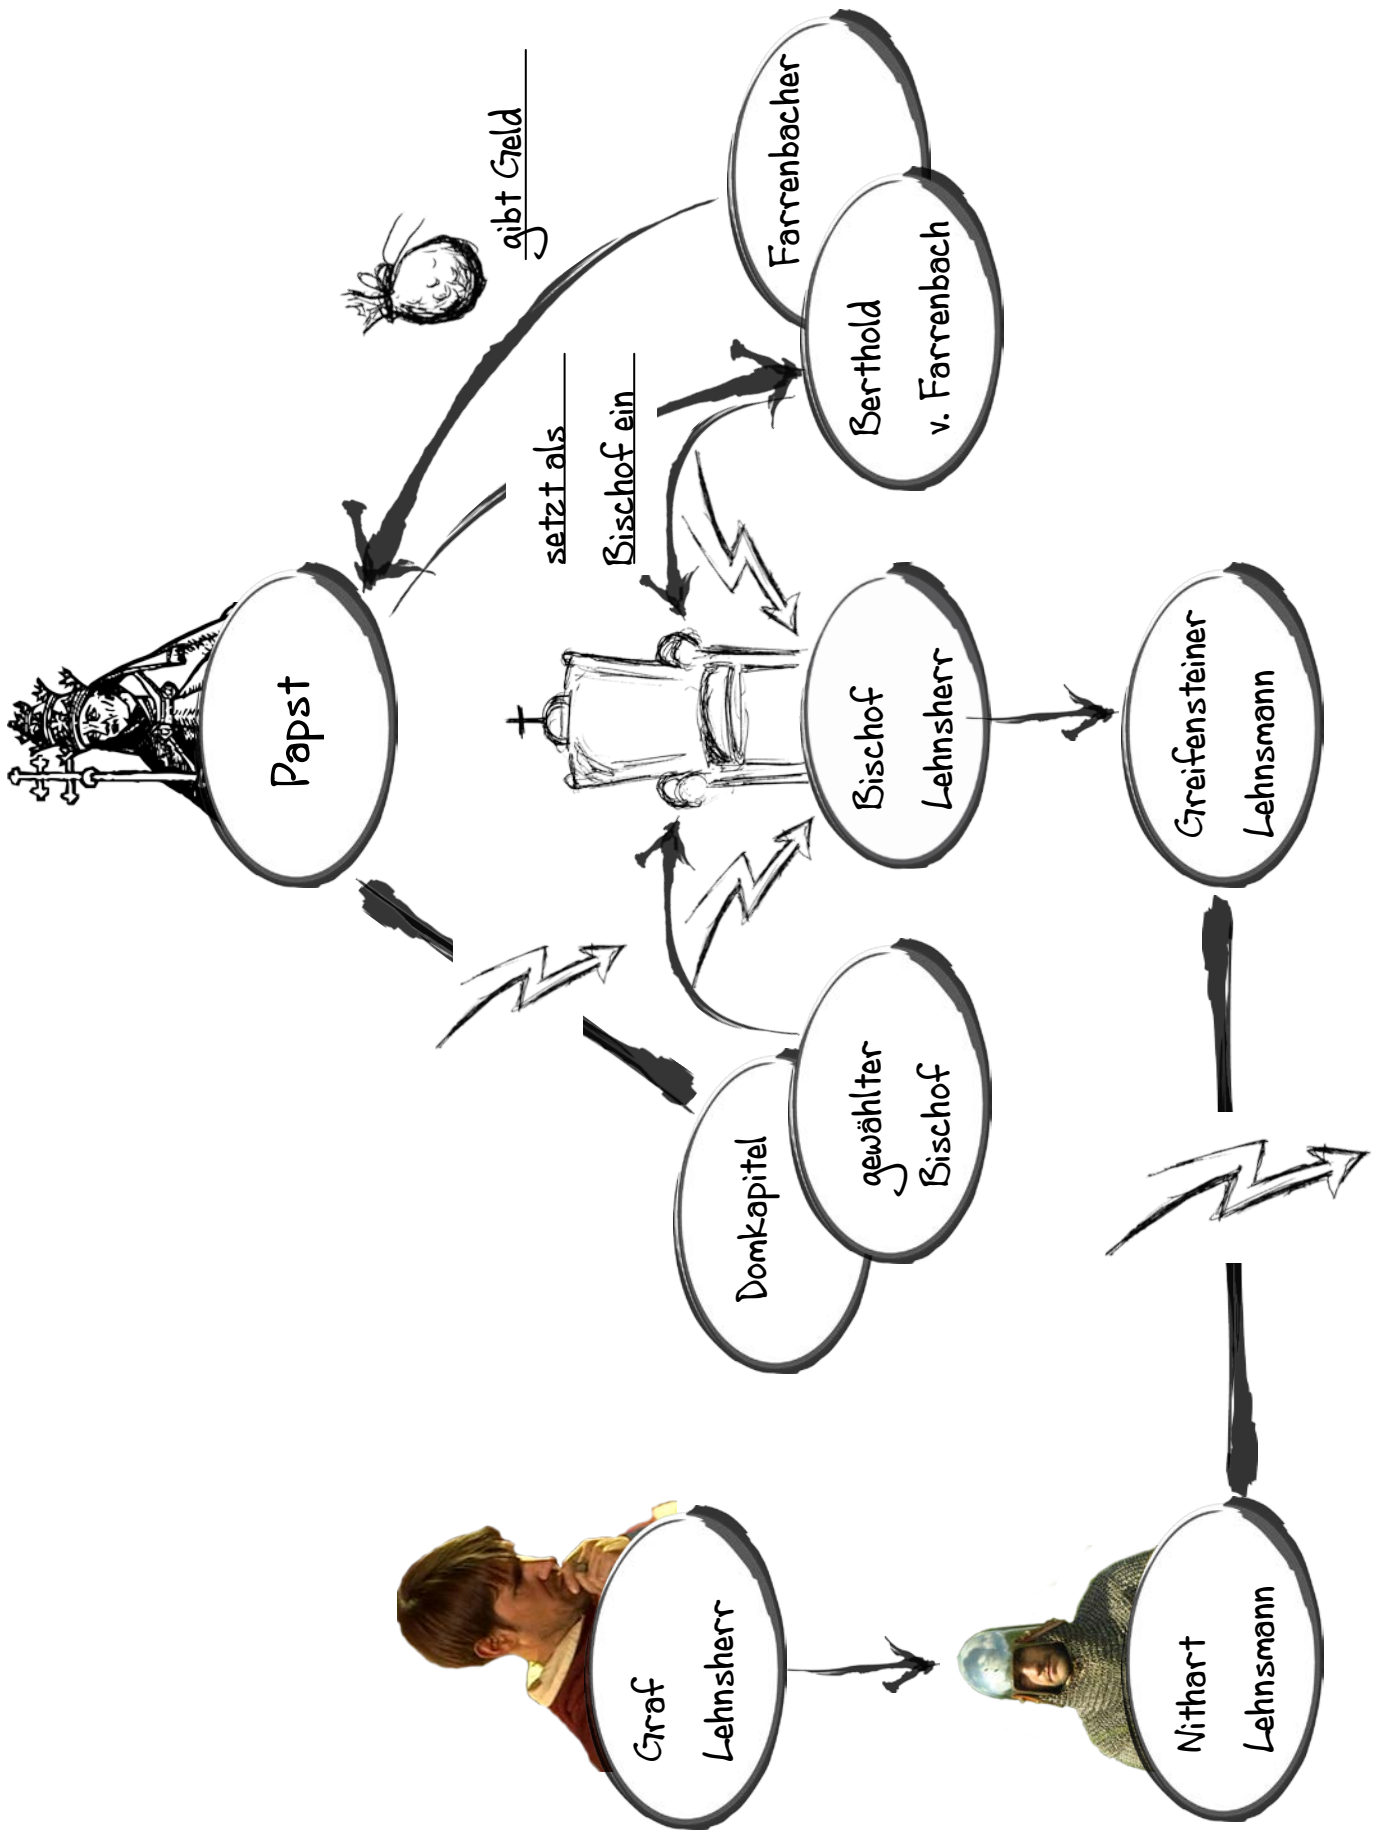 Papst
gibt Geld
setzt als
Bischof ein
Graf
Lehnsherr
Domkapitel
gewählter
Bischof
Bischof
Lehnsherr
Farrenbacher
Berthold
v. Farrenbach
Nithart
Lehnsmann
Greifensteiner
Lehnsmann